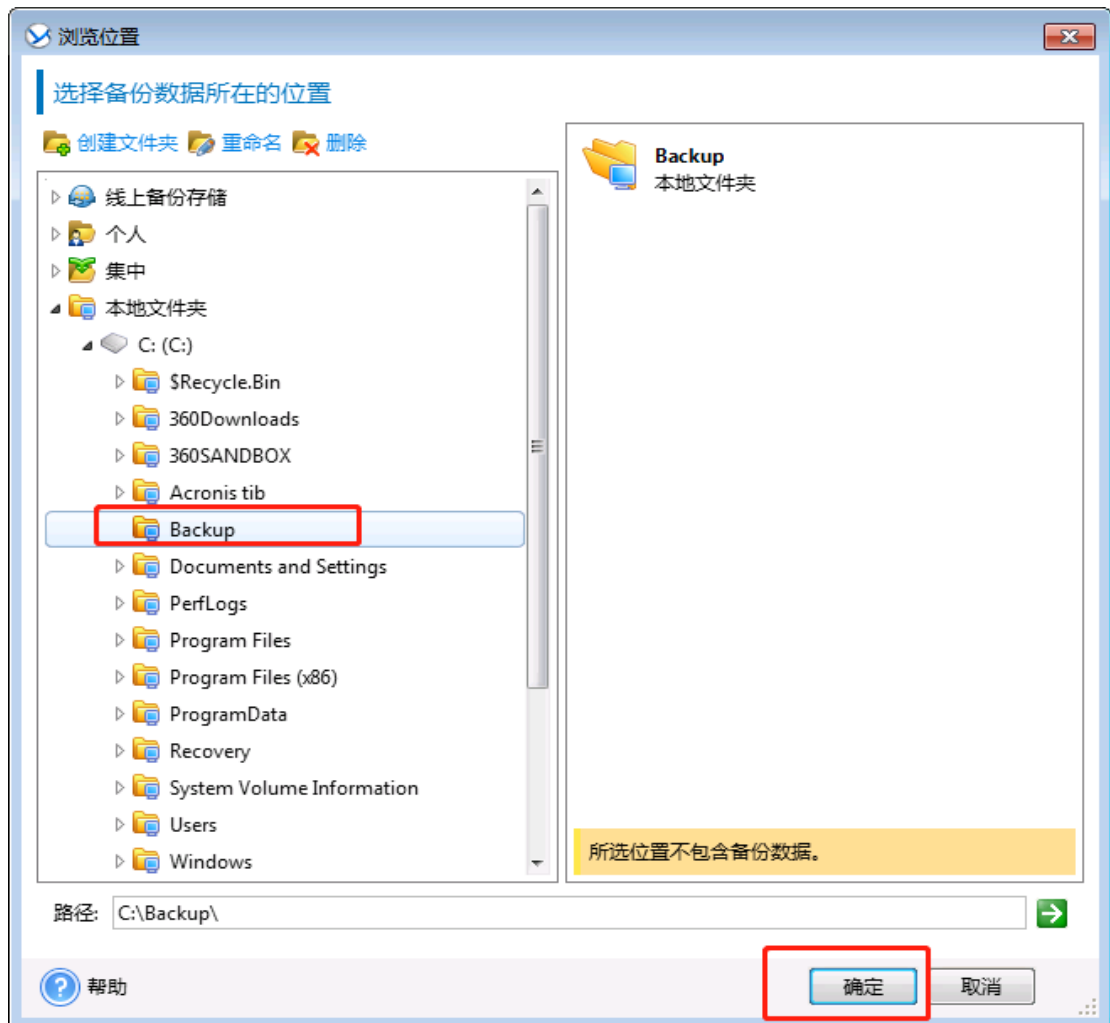 浏览位置
选择备份数据所在的位置
创建文件夹 重命名 删除
线上备份存储
个人
集中
本地文件夹
C: (C:)
$Recycle.Bin
360Downloads
360SANDBOX
Acronis tib
Backup
Documents and Settings
PerfLogs
Program Files
Program Files (x86)
ProgramData
Recovery
System Volume Information
Users
Windows
Backup
本地文件夹
所选位置不包含备份数据。
路径: C:\Backup\
帮助 确定 取消